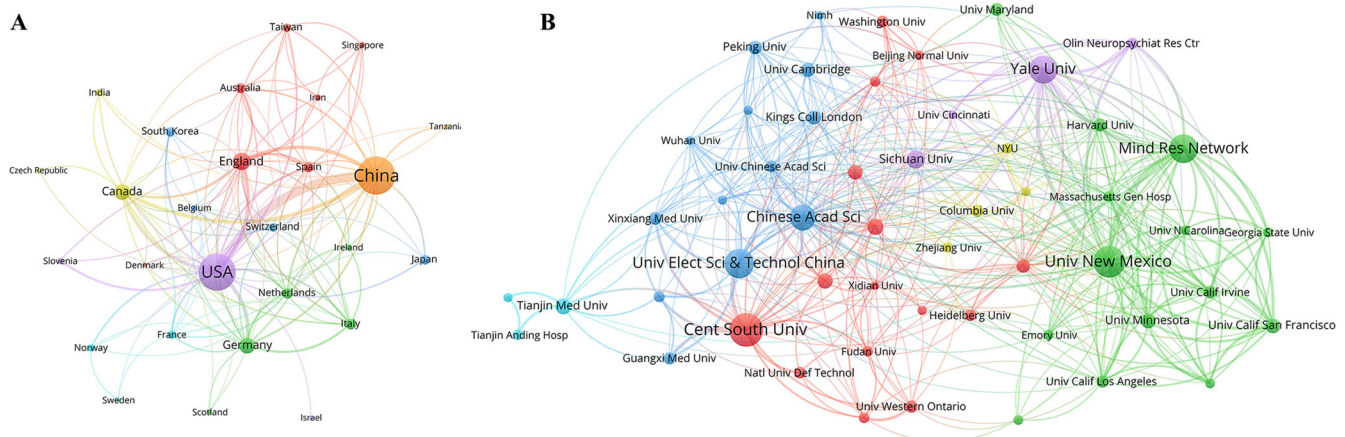 A
Taiwan
Singapore
India
Australia
Iran
South Korea
Tanzani
England
Spain
Czech Republic
Canada
China
Belgium
Switzerland
Ireland
Slovenia
Denmark
USA
Japan
Netherlands
France
Italy
Norway
Germany
Sweden
Scotland
Israel
B
Nimh
Washington Univ
Univ Maryland
Peking Univ
Beijing Normal Univ
Olin Neuropsychiat Res Ctr
Univ Cambridge
Yale Univ
Kings Coll London
Univ Cincinnati
Harvard Univ
Wuhan Univ
NYU
Mind Res Network
Univ Chinese Acad Sci
Sichuan Univ
Massachusetts Gen Hosp
Xinxiang Med Univ
Chinese Acad Sci
Columbia Univ
Univ N Carolina
Georgia State Univ
Zhejiang Univ
Univ Elect Sci & Technol China
Univ New Mexico
Xidian Univ
Univ Calif Irvine
Tianjin Med Univ
Heidelberg Univ
Univ Minnesota
Univ Calif San Francisco
Tianjin Anding Hosp
Cent South Univ
Emory Univ
Guangxi Med Univ
Fudan Univ
Natl Univ Def Technol
Univ Calif Los Angeles
Univ Western Ontario